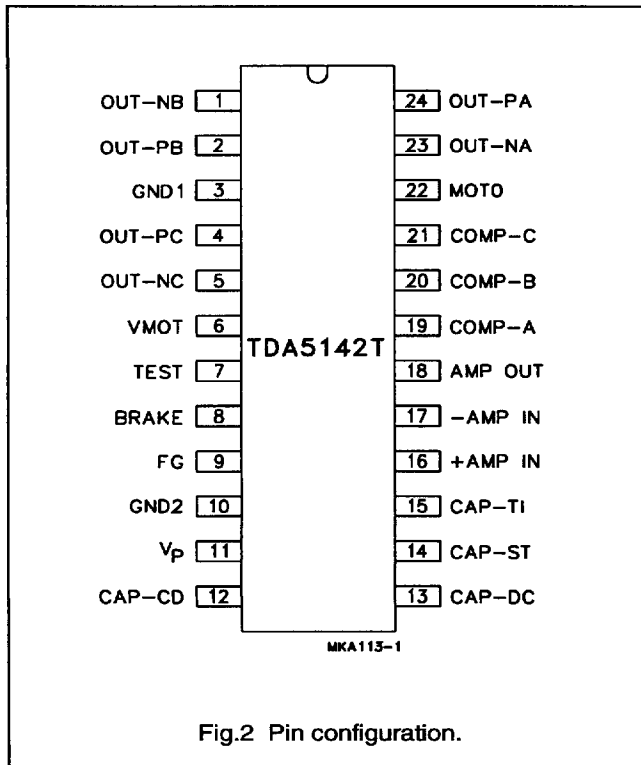 OUT-NB 1 24 OUT-PA
OUT-PB 2 23 OUT-NA
GND1 3 22 MOT0
OUT-PC 4 21 COMP-C
OUT-NC 5 20 COMP-B
VMOT 6 19 COMP-A
TDA5142T
TEST 7 18 AMP OUT
BRAKE 8 17 -AMP IN
FG 9 16 +AMP IN
GND2 10 15 CAP-TI
VP 11 14 CAP-ST
CAP-CD 12 13 CAP-DC
MKA113-1
Fig.2 Pin configuration.